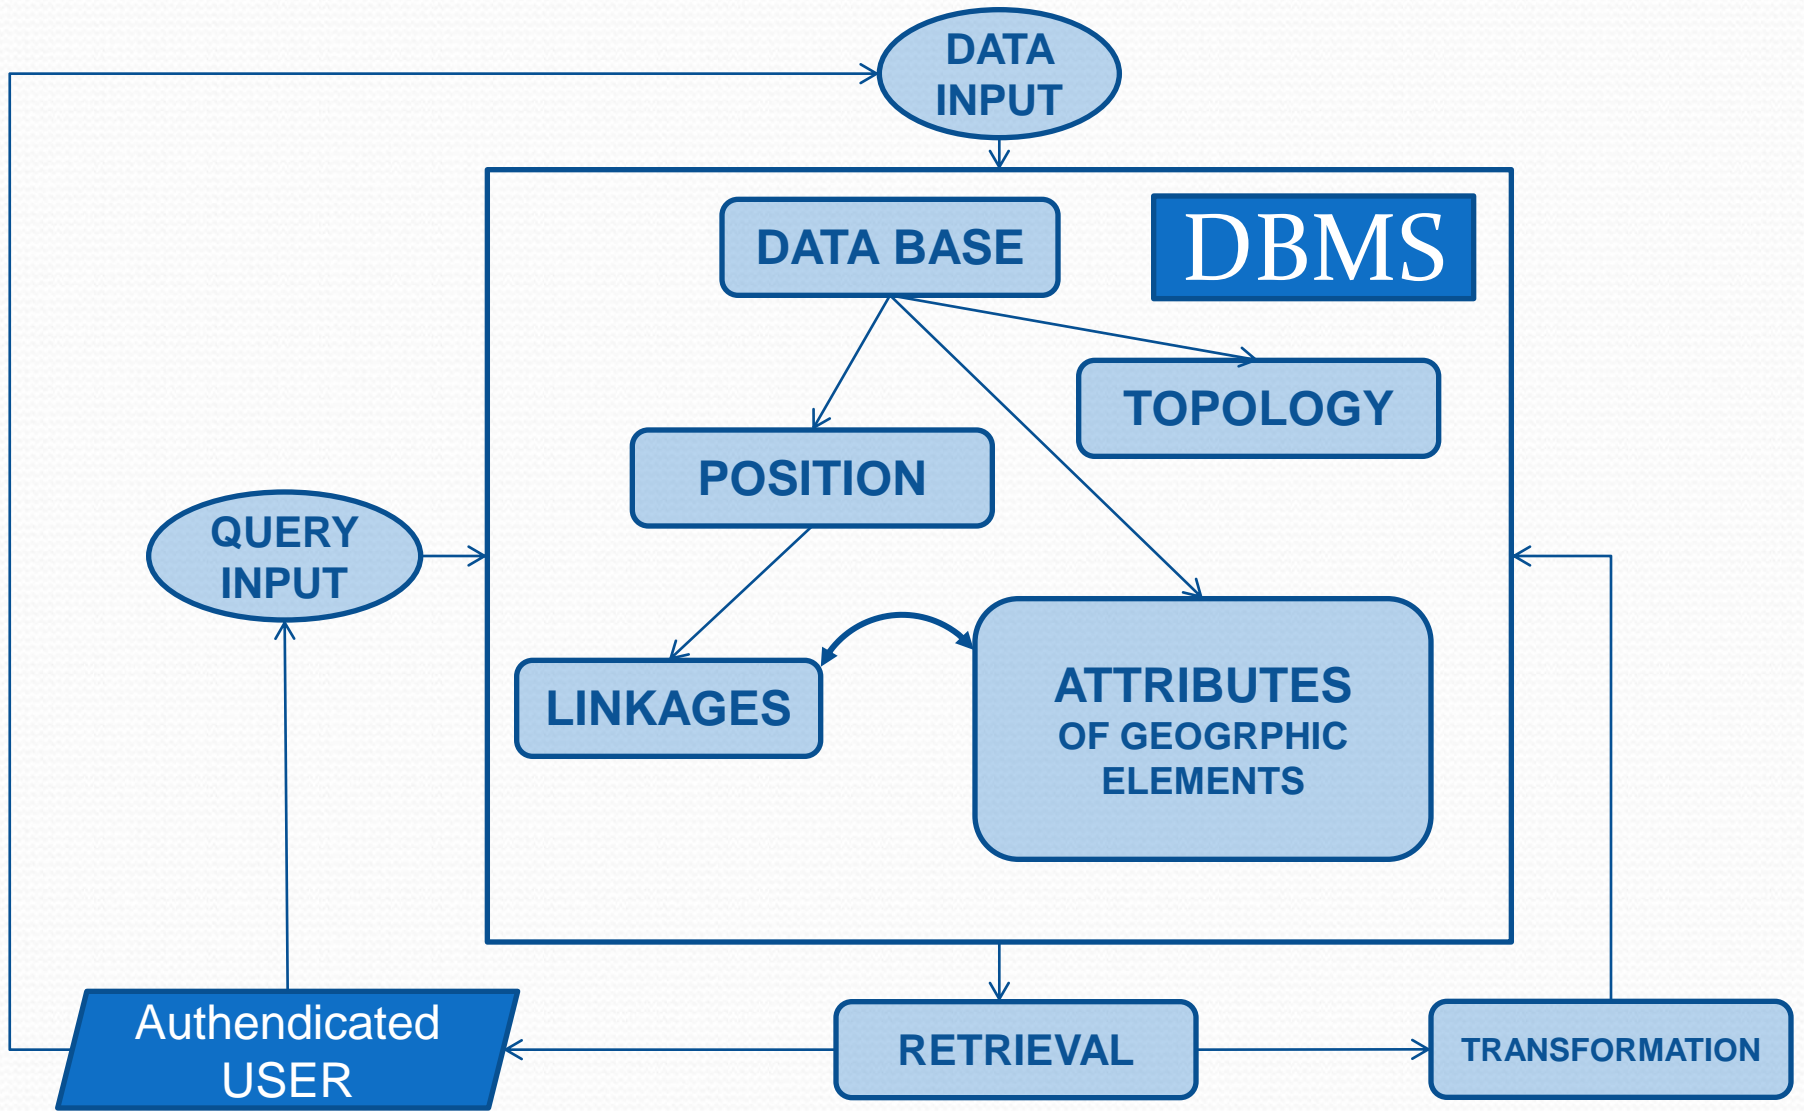 DATA
INPUT
DATA BASE
DBMS
TOPOLOGY
POSITION
QUERY
INPUT
LINKAGES
ATTRIBUTES
OF GEOGRPHIC
ELEMENTS
Authendicated
USER
RETRIEVAL
TRANSFORMATION